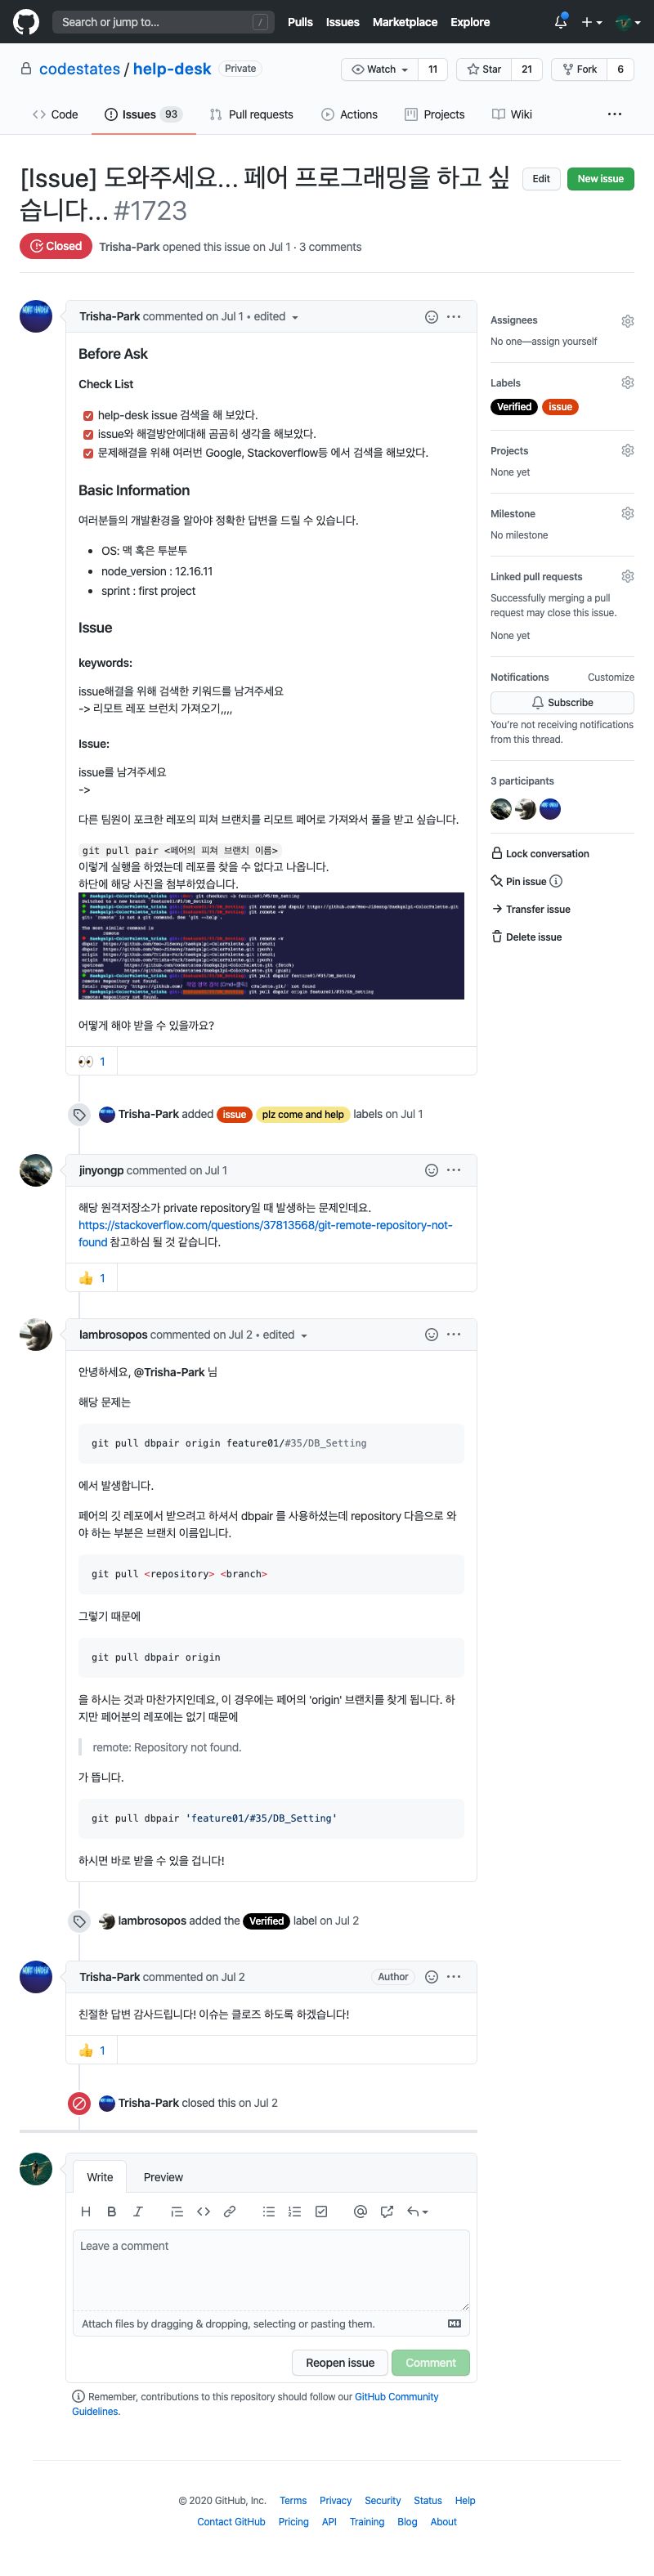 Search or jump to...
/
Pulls Issues Marketplace Explore
codestates / help-desk Private
Watch 11 Star 21 Fork 6
Code Issues 93 Pull requests Actions Projects Wiki
[Issue] 도와주세요... 페어 프로그래밍을 하고 싶
습니다... #1723
Edit New issue
Closed Trisha-Park opened this issue on Jul 1 · 3 comments
Trisha-Park commented on Jul 1 • edited
Before Ask
Check List
help-desk issue 검색을 해 보았다.
issue와 해결방안에대해 곰곰히 생각을 해보았다.
문제해결을 위해 여러번 Google, Stackoverflow등 에서 검색을 해보았다.
Basic Information
여러분들의 개발환경을 알아야 정확한 답변을 드릴 수 있습니다.
OS: 맥 혹은 투분투
node_version : 12.16.11
sprint : first project
Issue
keywords:
issue해결을 위해 검색한 키워드를 남겨주세요
-> 리모트 레포 브런치 가져오기,,,,
Issue:
issue를 남겨주세요
->
다른 팀원이 포크한 레포의 피쳐 브랜치를 리모트 페어로 가져와서 풀을 받고 싶습니다.
git pull pair <페어의 피쳐 브랜치 이름>
이렇게 실행을 하였는데 레포를 찾을 수 없다고 나옵니다.
하단에 해당 사진을 첨부하였습니다.
어떻게 해야 받을 수 있을까요?
1
Trisha-Park added issue plz come and help labels on Jul 1
jinyongp commented on Jul 1
해당 원격저장소가 private repository일 때 발생하는 문제인데요.
https://stackoverflow.com/questions/37813568/git-remote-repository-not-
found 참고하심 될 것 같습니다.
1
lambrosopos commented on Jul 2 • edited
안녕하세요, @Trisha-Park 님
해당 문제는
git pull dbpair origin feature01/#35/DB_Setting
에서 발생합니다.
페어의 깃 레포에서 받으려고 하셔서 dbpair 를 사용하셨는데 repository 다음으로 와
야 하는 부분은 브랜치 이름입니다.
git pull <repository> <branch>
그렇기 때문에
git pull dbpair origin
을 하시는 것과 마찬가지인데요, 이 경우에는 페어의 'origin' 브랜치를 찾게 됩니다. 하
지만 페어분의 레포에는 없기 때문에
remote: Repository not found.
가 뜹니다.
git pull dbpair 'feature01/#35/DB_Setting'
하시면 바로 받을 수 있을 겁니다!
lambrosopos added the Verified label on Jul 2
Trisha-Park commented on Jul 2 Author
친절한 답변 감사드립니다! 이슈는 클로즈 하도록 하겠습니다!
1
Trisha-Park closed this on Jul 2
Write Preview
Leave a comment
Attach files by dragging & dropping, selecting or pasting them.
Reopen issue Comment
Remember, contributions to this repository should follow our GitHub Community
Guidelines.
Assignees
No one—assign yourself
Labels
Verified issue
Projects
None yet
Milestone
No milestone
Linked pull requests
Successfully merging a pull
request may close this issue.
None yet
Notifications Customize
Subscribe
You're not receiving notifications
from this thread.
3 participants
Lock conversation
Pin issue
Transfer issue
Delete issue
© 2020 GitHub, Inc. Terms Privacy Security Status Help
Contact GitHub Pricing API Training Blog About